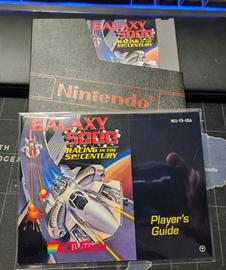 GALAXY
5000
RACING IN THE
51ST CENTURY
Nintendo®
GALAXY
5000
RACING IN THE
51ST CENTURY
NES-YS-USA
Player's
Guide
ACTIVISION